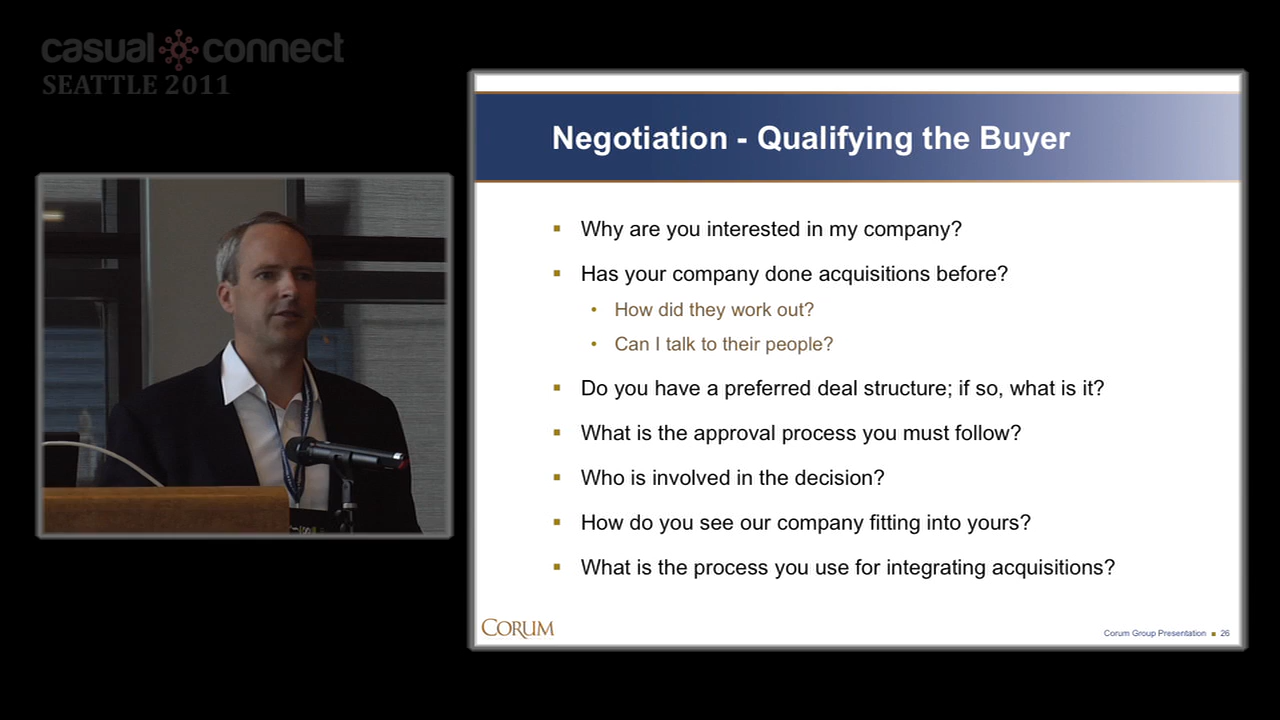 casual connect
SEATTLE 2011
Negotiation - Qualifying the Buyer
Why are you interested in my company?
Has your company done acquisitions before?
How did they work out?
Can I talk to their people?
Do you have a preferred deal structure; if so, what is it?
What is the approval process you must follow?
Who is involved in the decision?
How do you see our company fitting into yours?
What is the process you use for integrating acquisitions?
CORUM
Corum Group Presentation ▪ 26